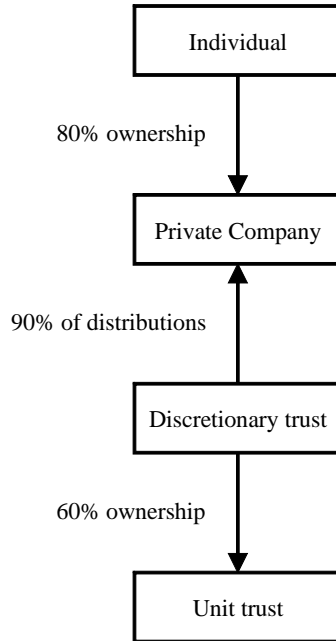 Individual
80% ownership
Private Company
90% of distributions
Discretionary trust
60% ownership
Unit trust